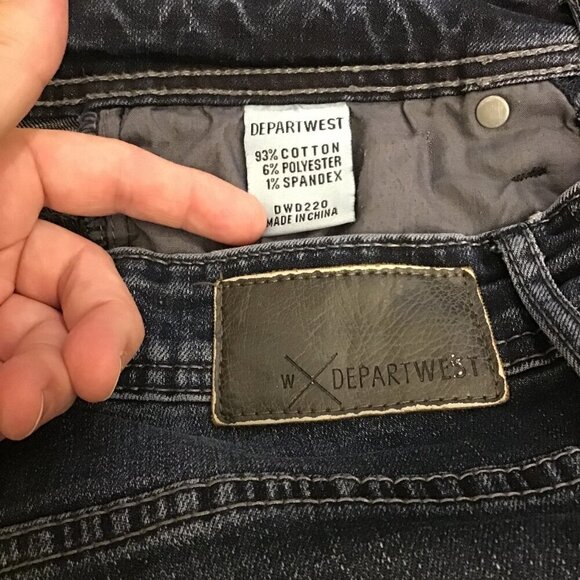 DEPARTWEST
93% COTTON
6% POLYESTER
1% SPANDEX
DWD220
MADE IN CHINA
W DEPARTWEST